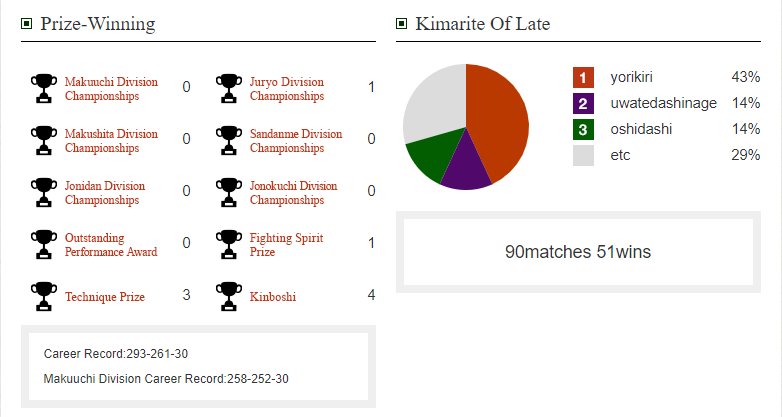 Prize-Winning
Makuuchi Division
Championships
0
Juryo Division
Championships
1
Makushita Division
Championships
0
Sandanme Division
Championships
0
Jonidan Division
Championships
0
Jonokuchi Division
Championships
0
Outstanding
Performance Award
0
Fighting Spirit
Prize
1
Technique Prize
3
Kinboshi
4
Career Record:293-261-30
Makuuchi Division Career Record:258-252-30
Kimarite Of Late
1 yorikiri 43%
2 uwatedashinage 14%
3 oshidashi 14%
etc 29%
90matches 51wins